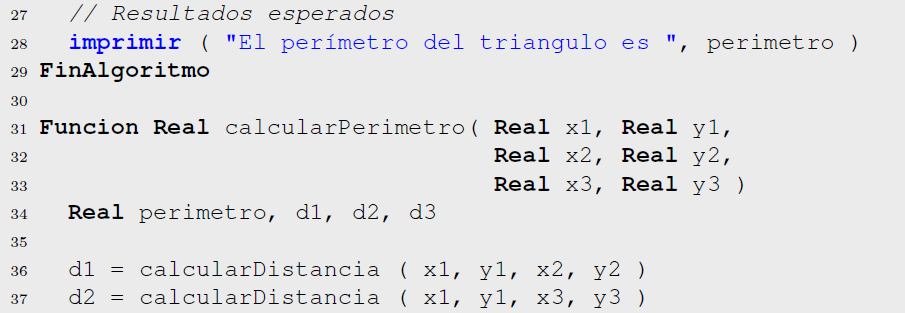 27 // Resultados esperados
28 imprimir ( "El perímetro del triangulo es ", perimetro )
29 FinAlgoritmo
30
31 Funcion Real calcularPerimetro( Real x1, Real y1,
32 Real x2, Real y2,
33 Real x3, Real y3 )
34 Real perimetro, d1, d2, d3
35
36 d1 = calcularDistancia ( x1, y1, x2, y2 )
37 d2 = calcularDistancia ( x1, y1, x3, y3 )